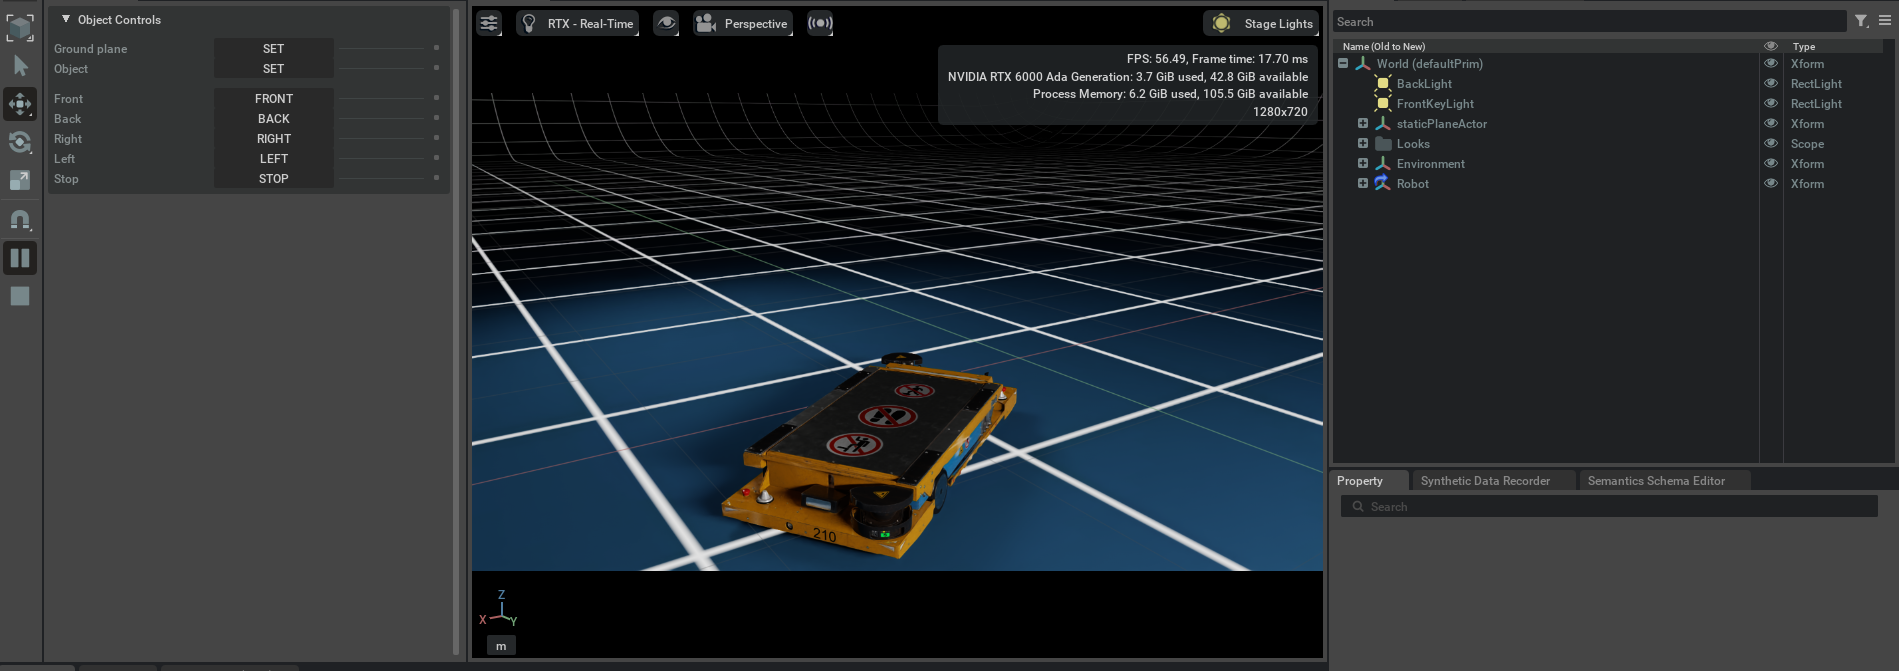 Object Controls
Ground plane SET
Object SET
Front FRONT
Back BACK
Right RIGHT
Left LEFT
Stop STOP
RTX - Real-Time
Perspective
Stage Lights
FPS: 56.49, Frame time: 17.70 ms
NVIDIA RTX 6000 Ada Generation: 3.7 GiB used, 42.8 GiB available
Process Memory: 6.2 GiB used, 105.5 GiB available
1280x720
210
Z
X
Y
m
Search
Name (Old to New) Type
World (defaultPrim) Xform
BackLight RectLight
FrontKeyLight RectLight
staticPlaneActor Xform
Looks Scope
Environment Xform
Robot Xform
Property Synthetic Data Recorder Semantics Schema Editor
Search